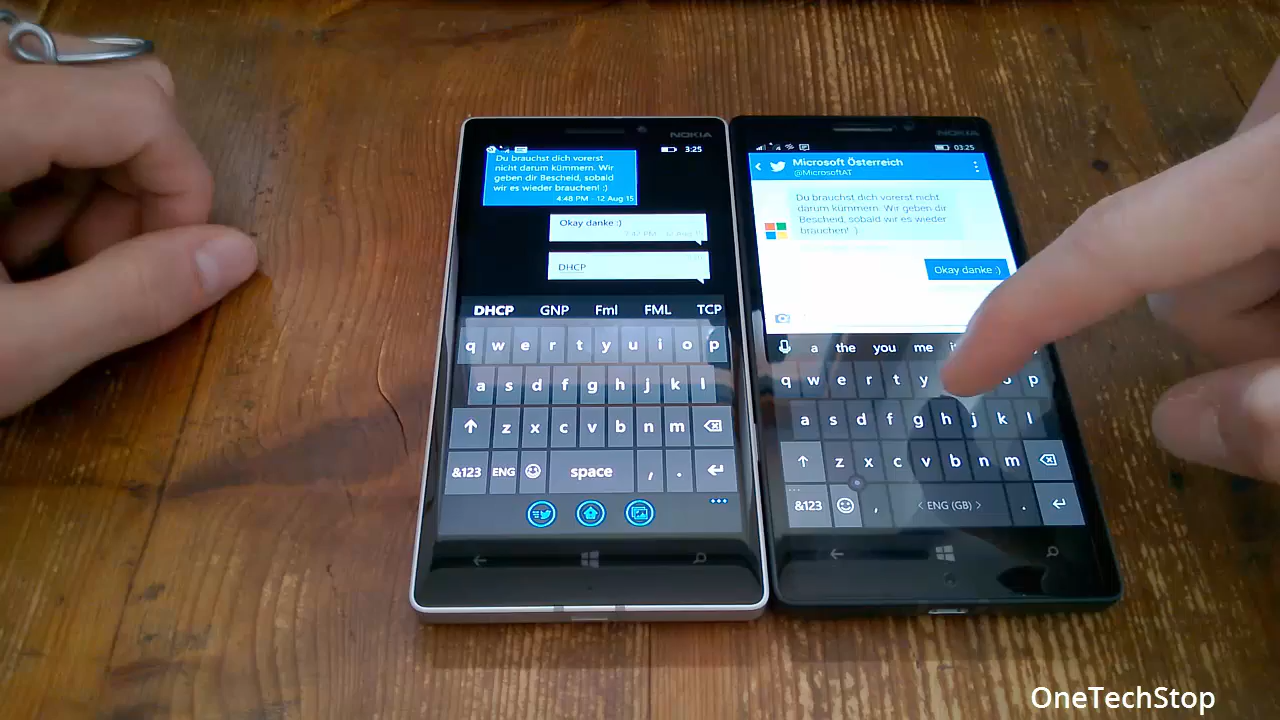 NOKIA
3:25
Du brauchst dich vorerst
nicht darum kümmern. Wir
geben dir Bescheid, sobald
wir es wieder brauchen! :)
4:48 PM - 12 Aug 15
Okay danke :)
DHCP
DHCP GNP Fml FML TCP
q w e r t y u i o p
a s d f g h j k l
z x c v b n m
&123 ENG space , .
NOKIA
03:25
Microsoft Österreich
@MicrosoftAT
Du brauchst dich vorerst nicht
darum kümmern. Wir geben dir
Bescheid, sobald wir es wieder
brauchen! :)
Okay danke :)
a the you me
q w e r t y o p
a s d f g h j k l
z x c v b n m
&123 , ENG (GB) .
OneTechStop